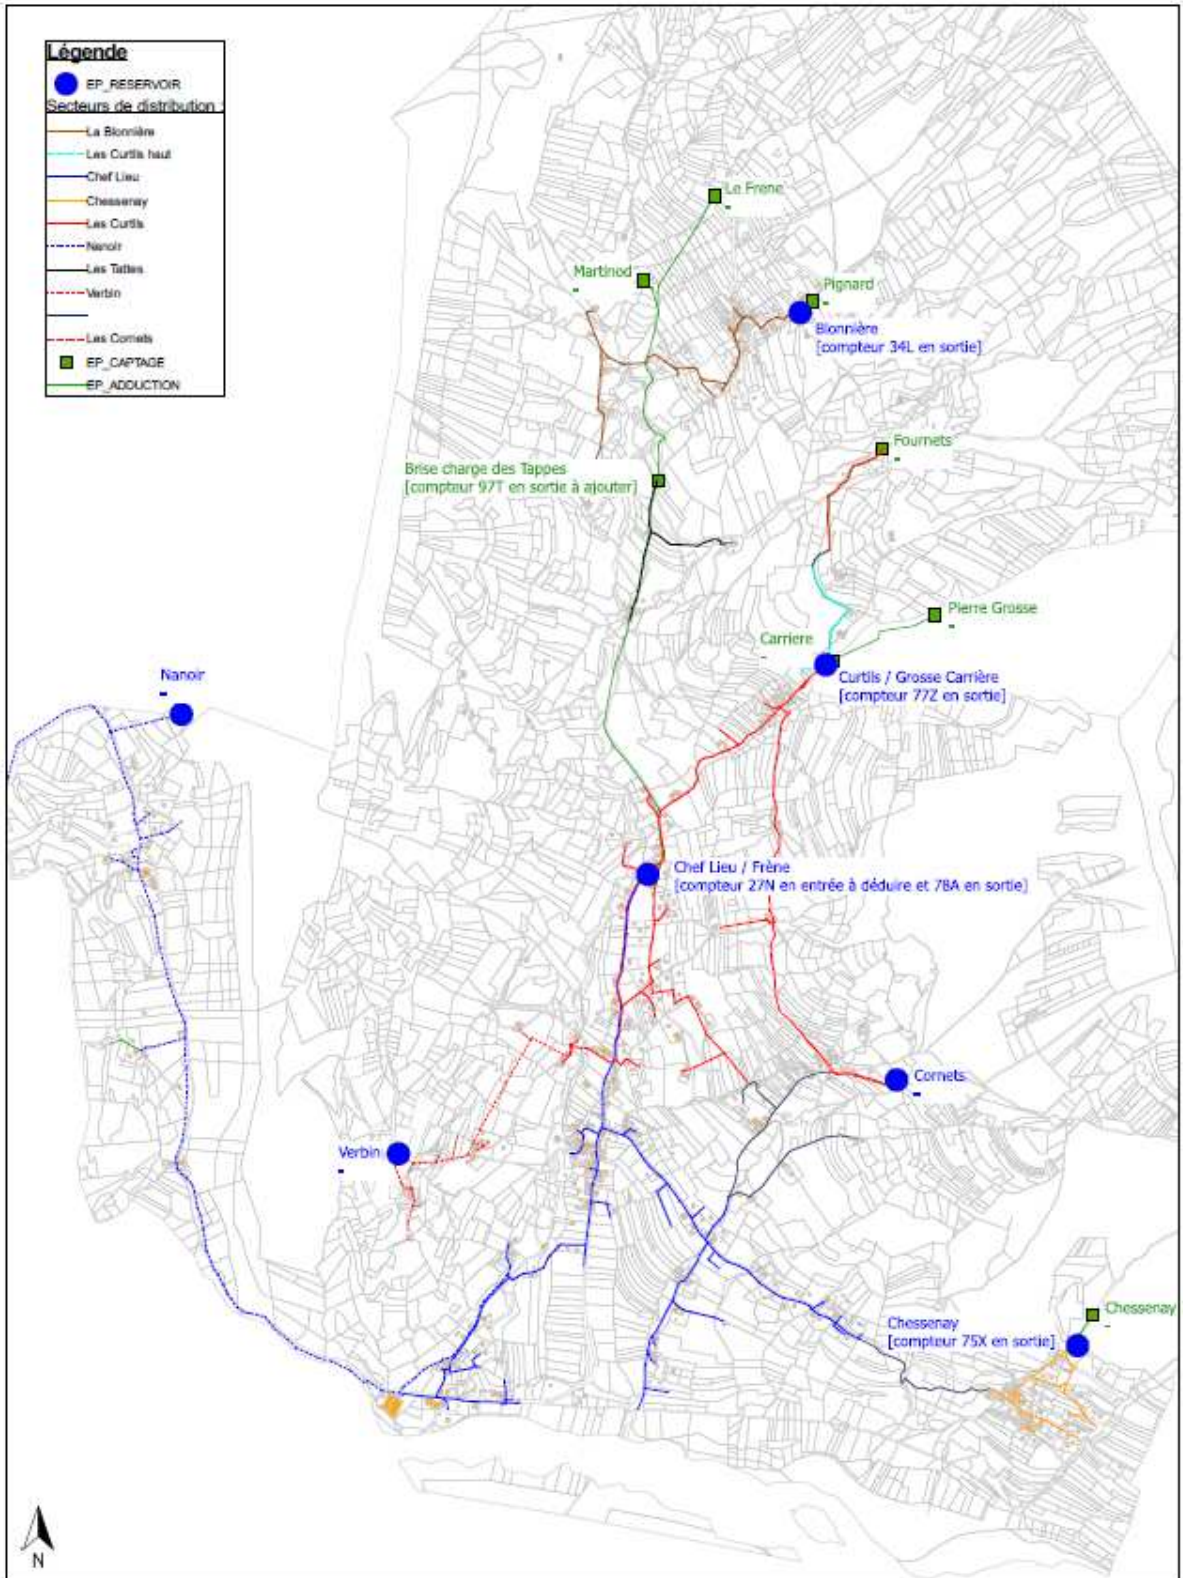 Légende
EP_RESERVOIR
Secteurs de distribution :
La Blonnière
Les Curtils haut
Chef Lieu
Chessenay
Les Curtils
Nanoir
Les Tattes
Verbin
Les Cornets
EP_CAPTAGE
EP_ADDUCTION
Le Frene
-
Martinod
-
Pignard
-
Blonnière
[compteur 34L en sortie]
Fournets
-
Brise charge des Tappes
[compteur 97T en sortie à ajouter]
Pierre Grosse
-
Carriere
-
Curtils / Grosse Carrière
[compteur 77Z en sortie]
Nanoir
-
Chef Lieu / Frène
[compteur 27N en entrée à déduire et 78A en sortie]
Cornets
-
Verbin
-
Chessenay
-
Chessenay
[compteur 75X en sortie]
N